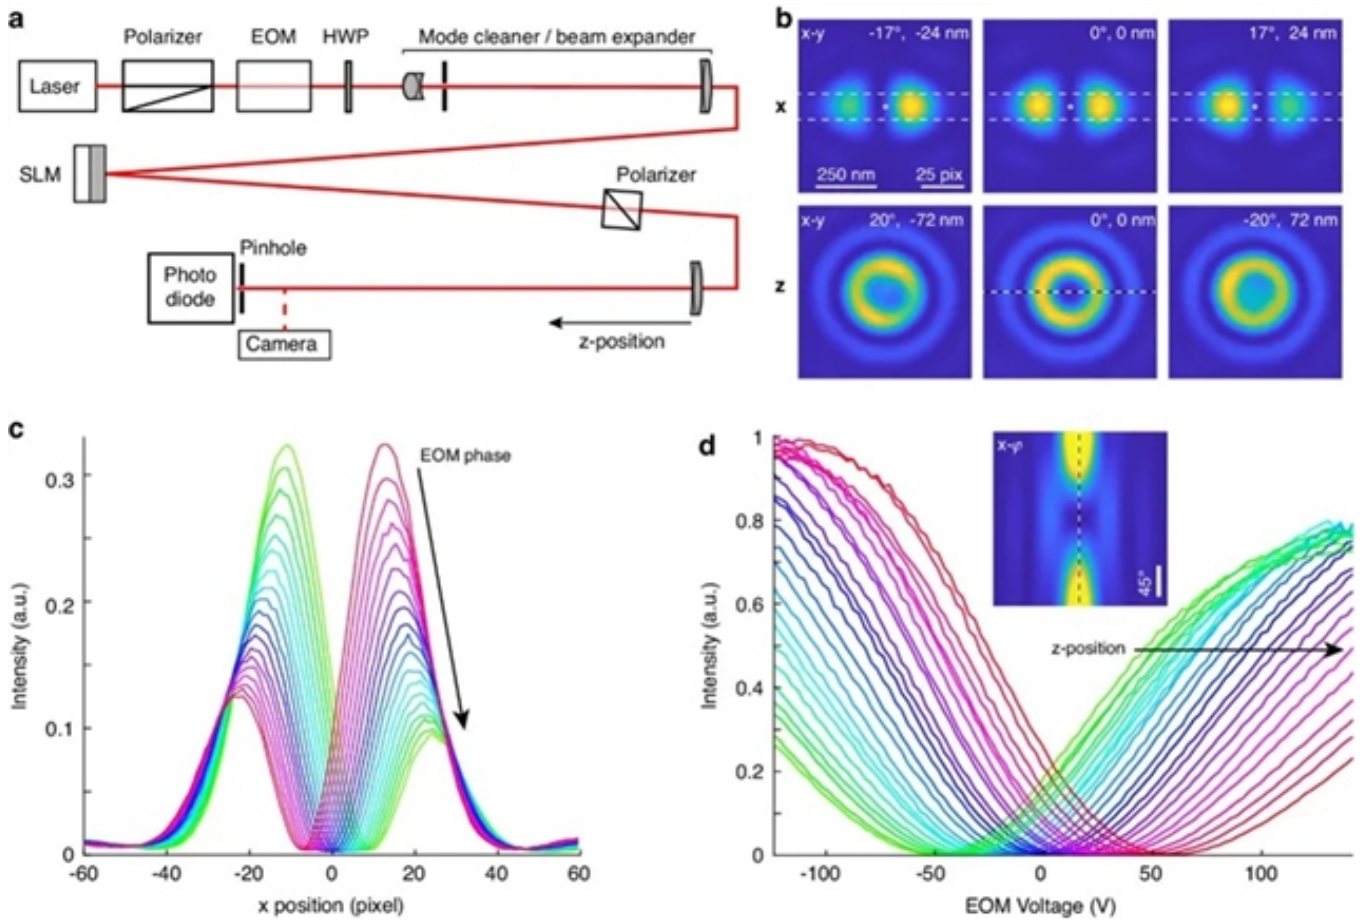 a
Polarizer
EOM
HWP
Mode cleaner / beam expander
Laser
SLM
Polarizer
Pinhole
Photo
diode
Camera
z-position
b
x-y
-17°, -24 nm
0°, 0 nm
17°, 24 nm
x
250 nm
25 pix
x-y
20°, -72 nm
0°, 0 nm
-20°, 72 nm
z
c
EOM phase
0.3
0.2
0.1
0
Intensity (a.u.)
-60
-40
-20
0
20
40
60
x position (pixel)
d
x-φ
45°
z-position
1
0.8
0.6
0.4
0.2
0
Intensity (a.u.)
-100
-50
0
50
100
EOM Voltage (V)